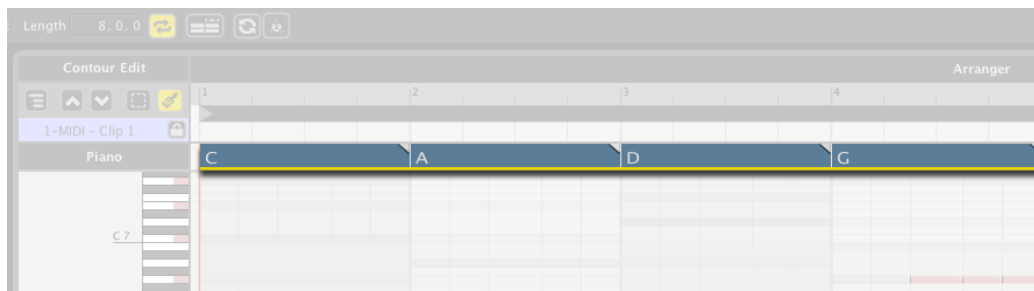 Length 8. 0. 0
Contour Edit Arranger
1 2 3 4
1-MIDI - Clip 1
Piano C A D G
C 7